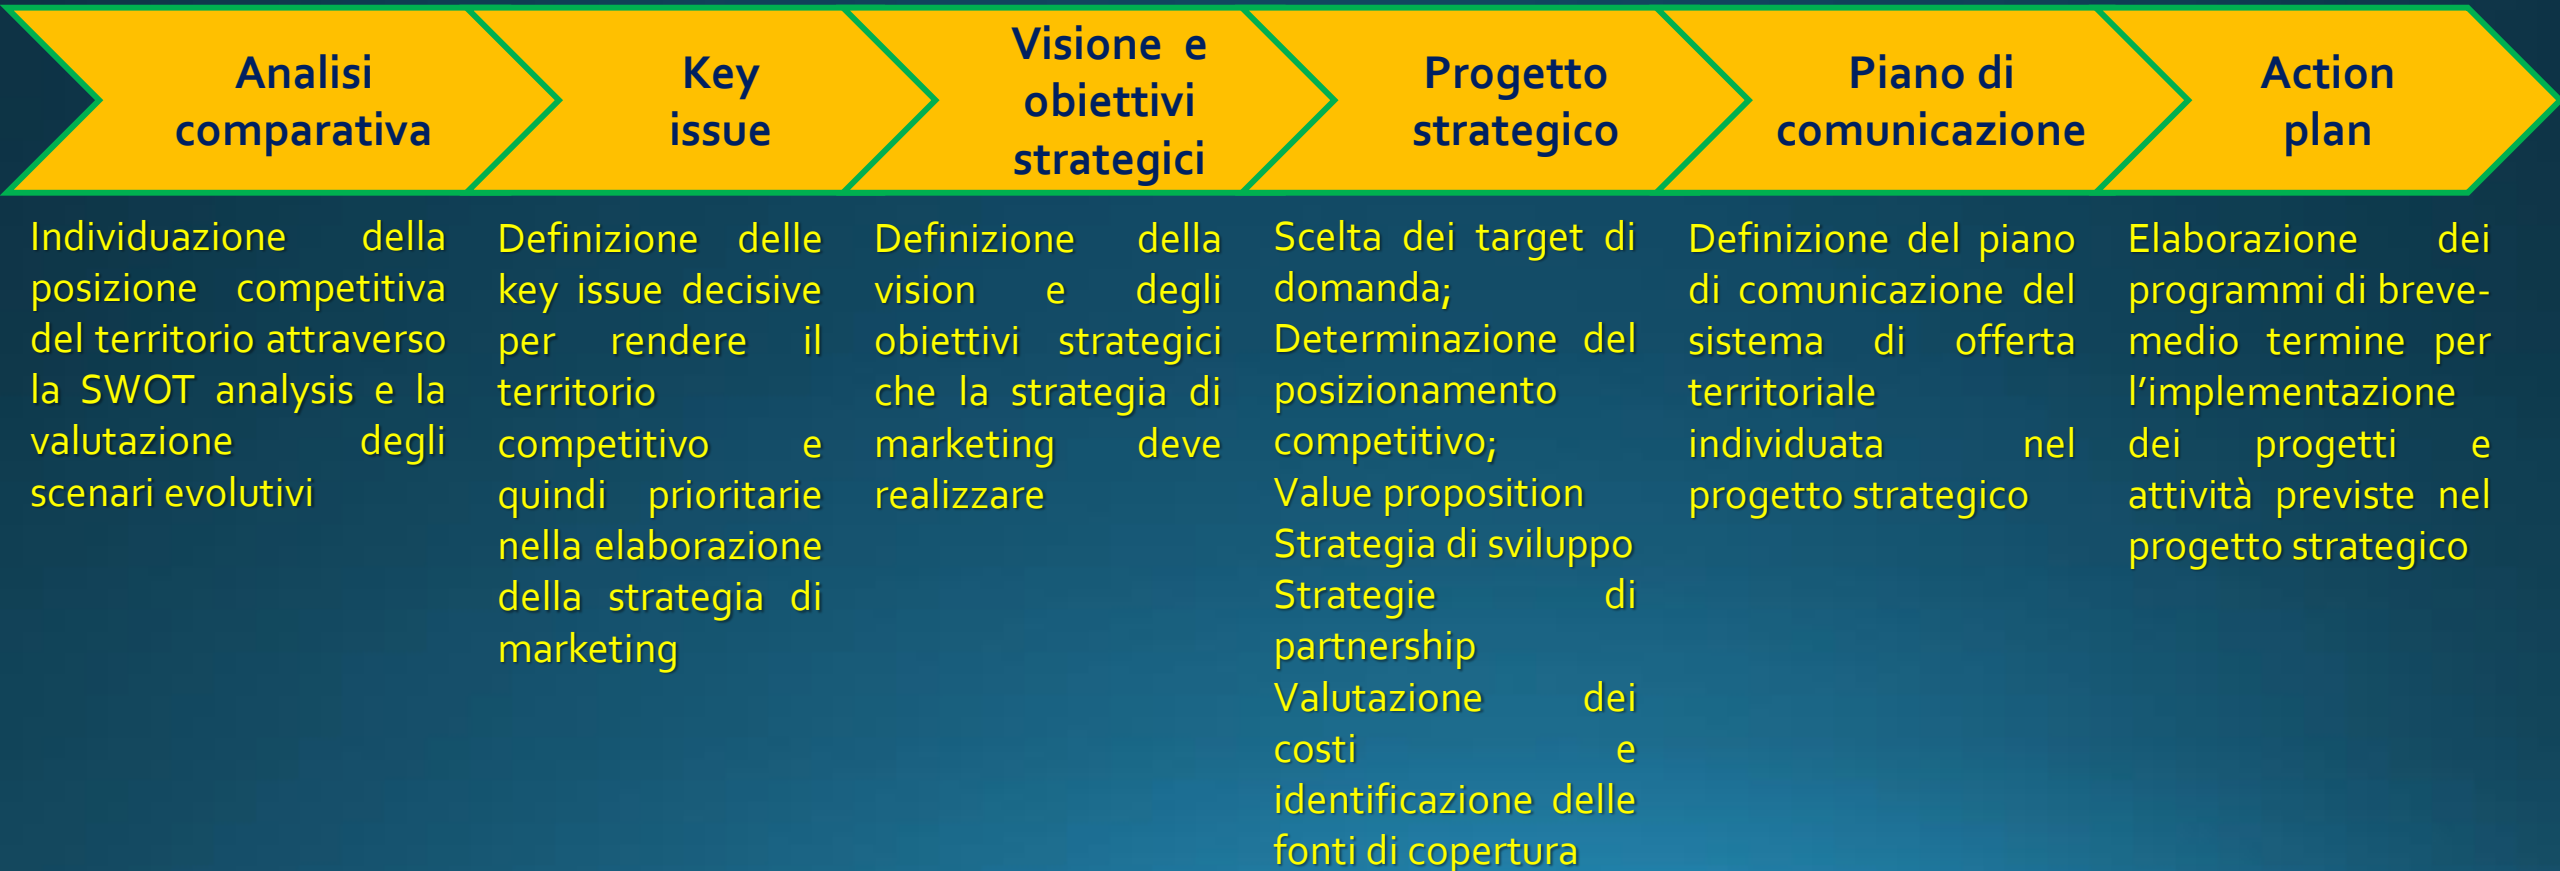 Analisi
comparativa
Key
issue
Visione e
obiettivi
strategici
Progetto
strategico
Piano di
comunicazione
Action
plan
Individuazione della
posizione competitiva
del territorio attraverso
la SWOT analysis e la
valutazione degli
scenari evolutivi
Definizione delle
key issue decisive
per rendere il
territorio
competitivo e
quindi prioritarie
nella elaborazione
della strategia di
marketing
Definizione della
vision e degli
obiettivi strategici
che la strategia di
marketing deve
realizzare
Scelta dei target di
domanda;
Determinazione del
posizionamento
competitivo;
Value proposition
Strategia di sviluppo
Strategie di
partnership
Valutazione dei
costi e
identificazione delle
fonti di copertura
Definizione del piano
di comunicazione del
sistema di offerta
territoriale
individuata nel
progetto strategico
Elaborazione dei
programmi di breve-
medio termine per
l’implementazione
dei progetti e
attività previste nel
progetto strategico